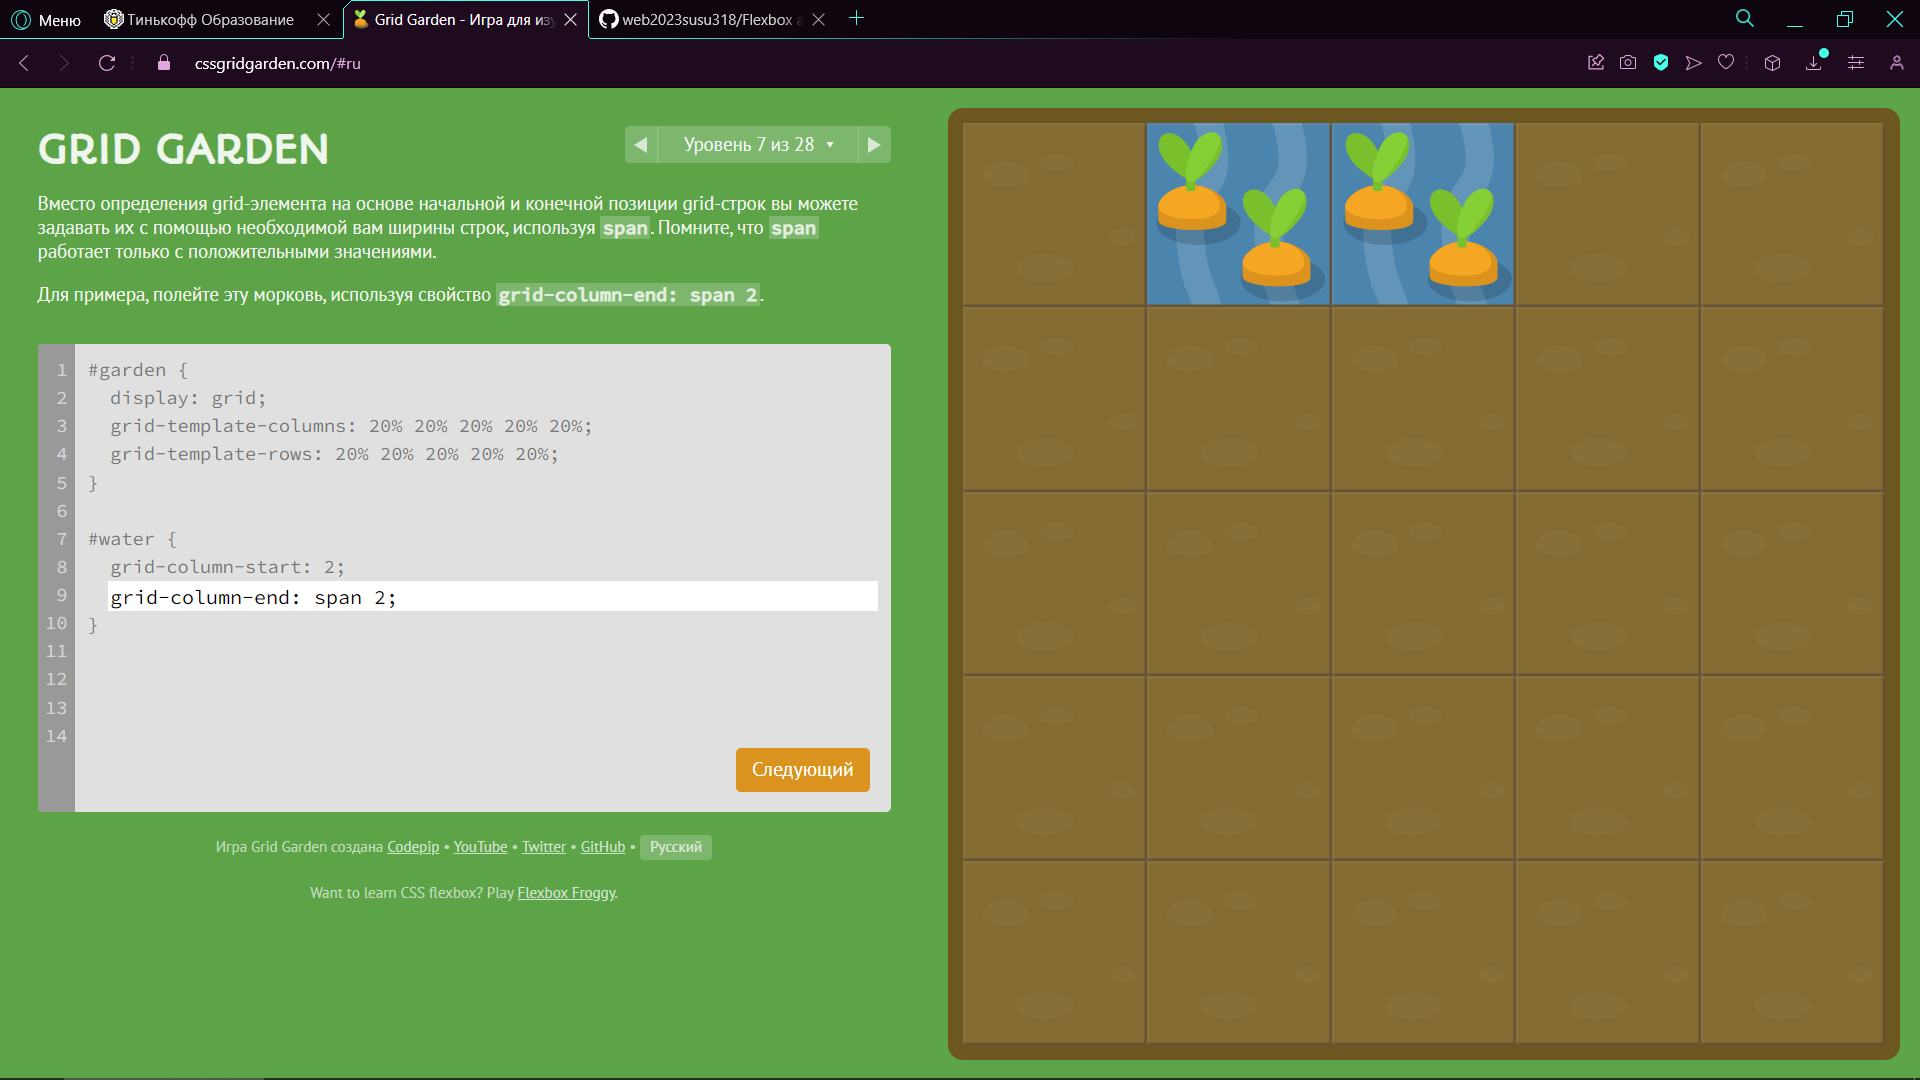 Меню
Тинькофф Образование
Grid Garden - Игра для из
web2023susu318/Flexbox
cssgridgarden.com/#ru
GRID GARDEN
Уровень 7 из 28
Вместо определения grid-элемента на основе начальной и конечной позиции grid-строк вы можете
задавать их с помощью необходимой вам ширины строк, используя span. Помните, что span
работает только с положительными значениями.
Для примера, полейте эту морковь, используя свойство grid-column-end: span 2.
1 #garden {
2 display: grid;
3 grid-template-columns: 20% 20% 20% 20% 20%;
4 grid-template-rows: 20% 20% 20% 20% 20%;
5 }
6
7 #water {
8 grid-column-start: 2;
9 grid-column-end: span 2;
10 }
11
12
13
14
Следующий
Игра Grid Garden создана Codepip • YouTube • Twitter • GitHub • Русский
Want to learn CSS flexbox? Play Flexbox Froggy.